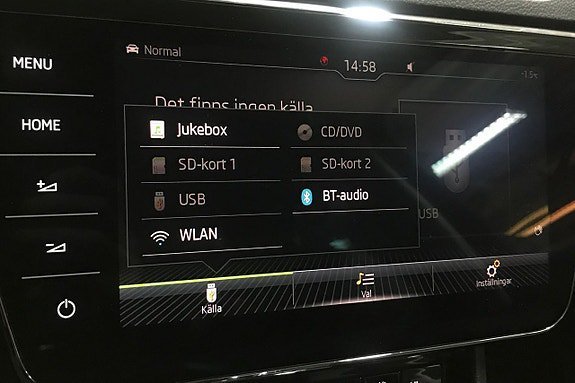 Normal
14:58
-1.5°C
MENU
HOME
Det finns ingen källa
Jukebox
CD/DVD
SD-kort 1
SD-kort 2
USB
BT-audio
WLAN
USB
Källa
Val
Inställningar